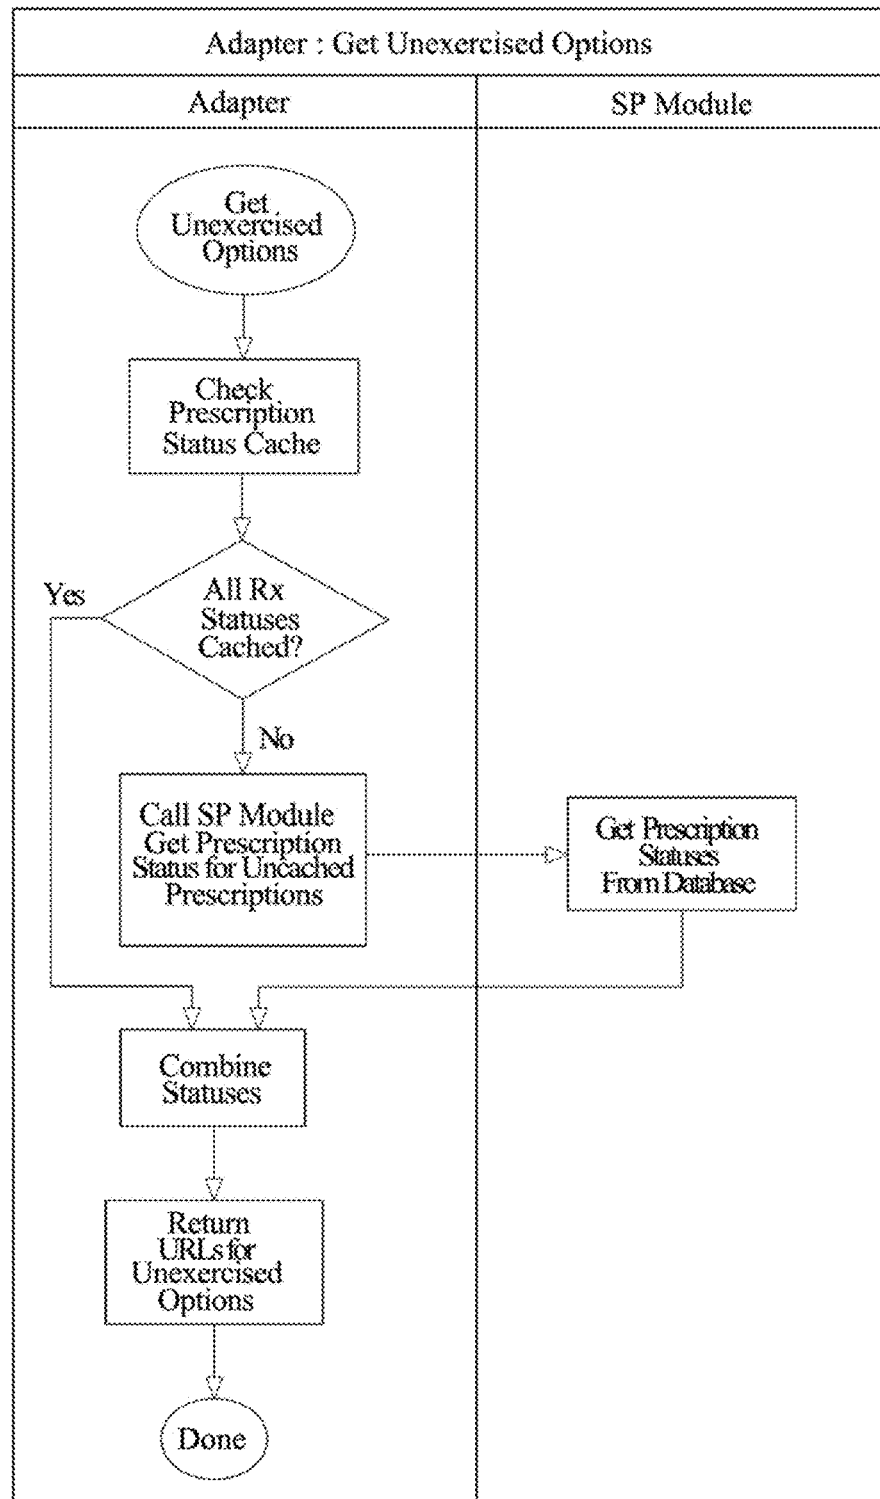 Adapter : Get Unexercised Options
Adapter
SP Module
Get
Unexercised
Options
Check
Prescription
Status Cache
Yes
All Rx
Statuses
Cached?
No
Call SP Module
Get Prescription
Status for Uncached
Prescriptions
Get Prescription
Statuses
From Database
Combine
Statuses
Return
URLs for
Unexercised
Options
Done